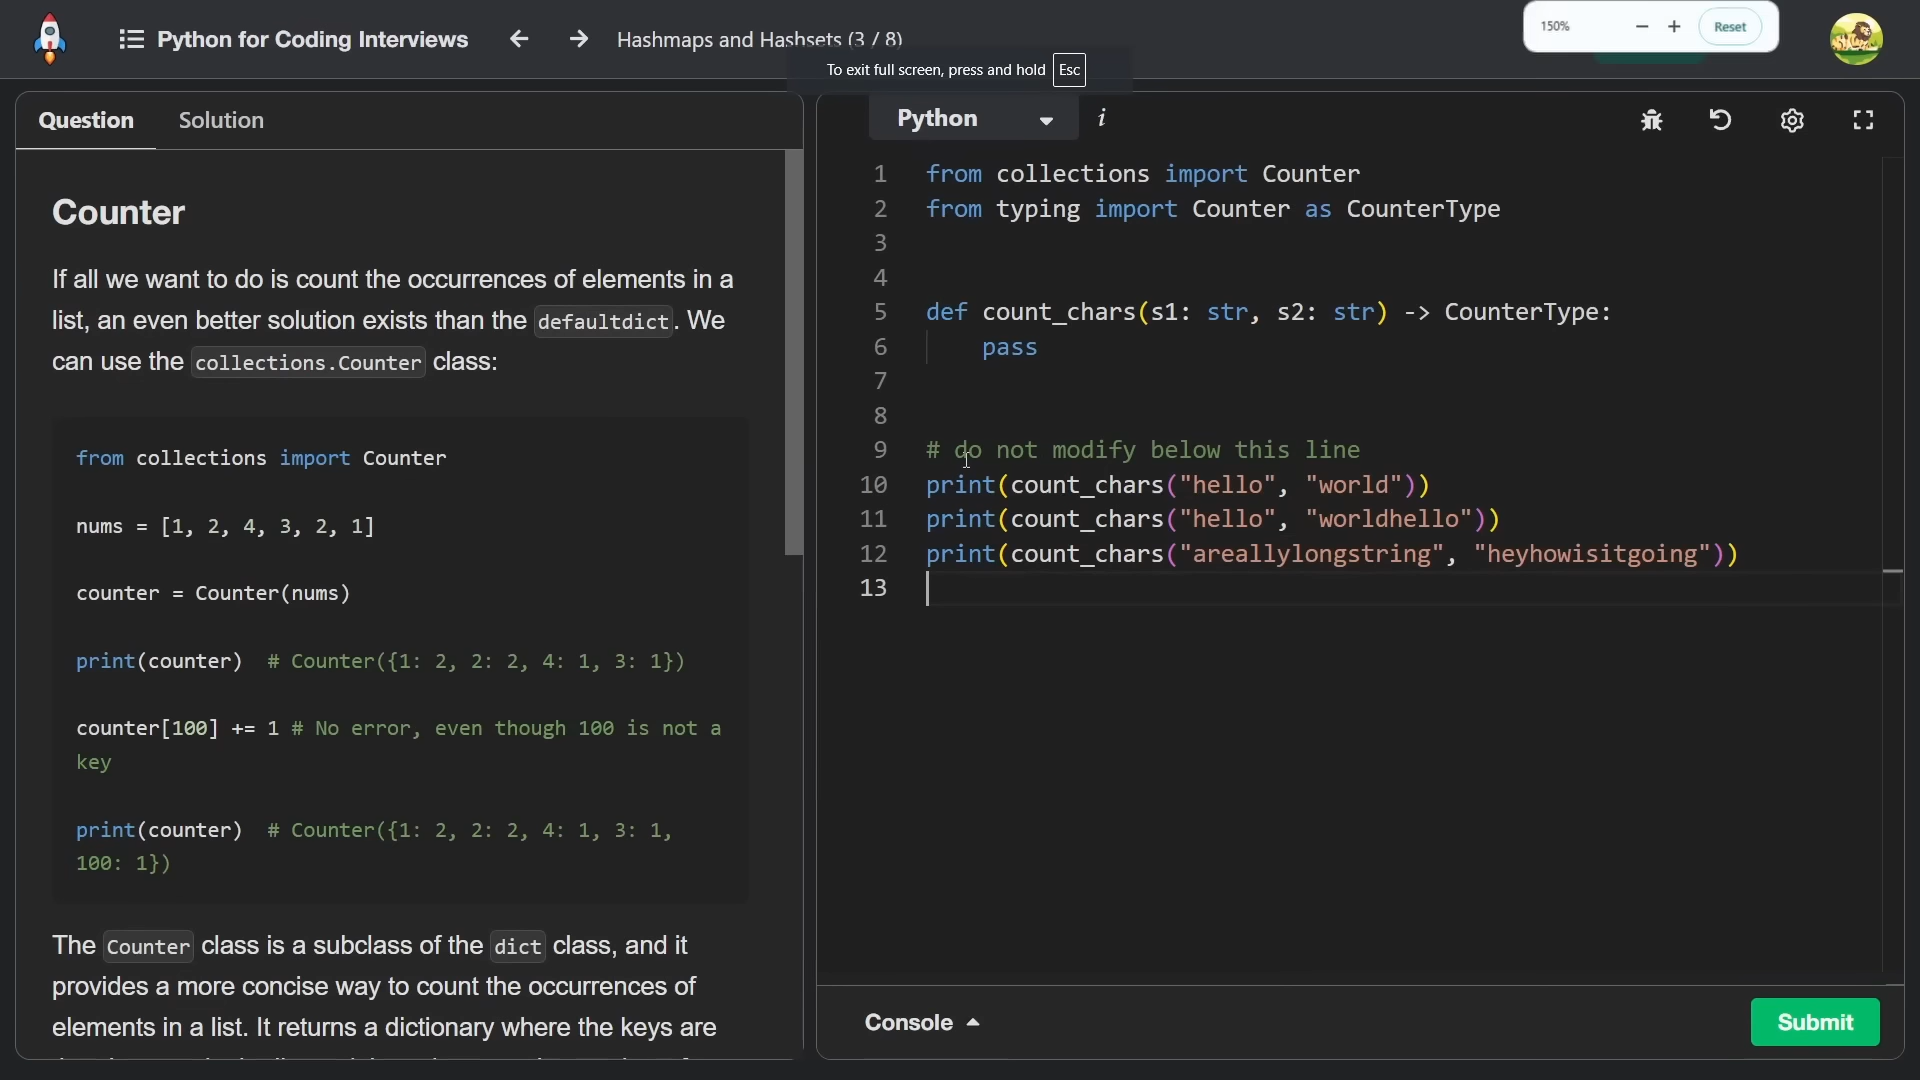 Python for Coding Interviews
Hashmaps and Hashsets (3 / 8)
150%
Reset
To exit full screen, press and hold Esc
Question
Solution
Counter
If all we want to do is count the occurrences of elements in a
list, an even better solution exists than the defaultdict. We
can use the collections.Counter class:
from collections import Counter
nums = [1, 2, 4, 3, 2, 1]
counter = Counter(nums)
print(counter)  # Counter({1: 2, 2: 2, 4: 1, 3: 1})
counter[100] += 1 # No error, even though 100 is not a
key
print(counter)  # Counter({1: 2, 2: 2, 4: 1, 3: 1,
100: 1})
The Counter class is a subclass of the dict class, and it
provides a more concise way to count the occurrences of
elements in a list. It returns a dictionary where the keys are
Python
i
1 from collections import Counter
2 from typing import Counter as CounterType
3
4
5 def count_chars(s1: str, s2: str) -> CounterType:
6     pass
7
8
9 # do not modify below this line
10 print(count_chars("hello", "world"))
11 print(count_chars("hello", "worldhello"))
12 print(count_chars("areallylongstring", "heyhowisitgoing"))
13
Console
Submit